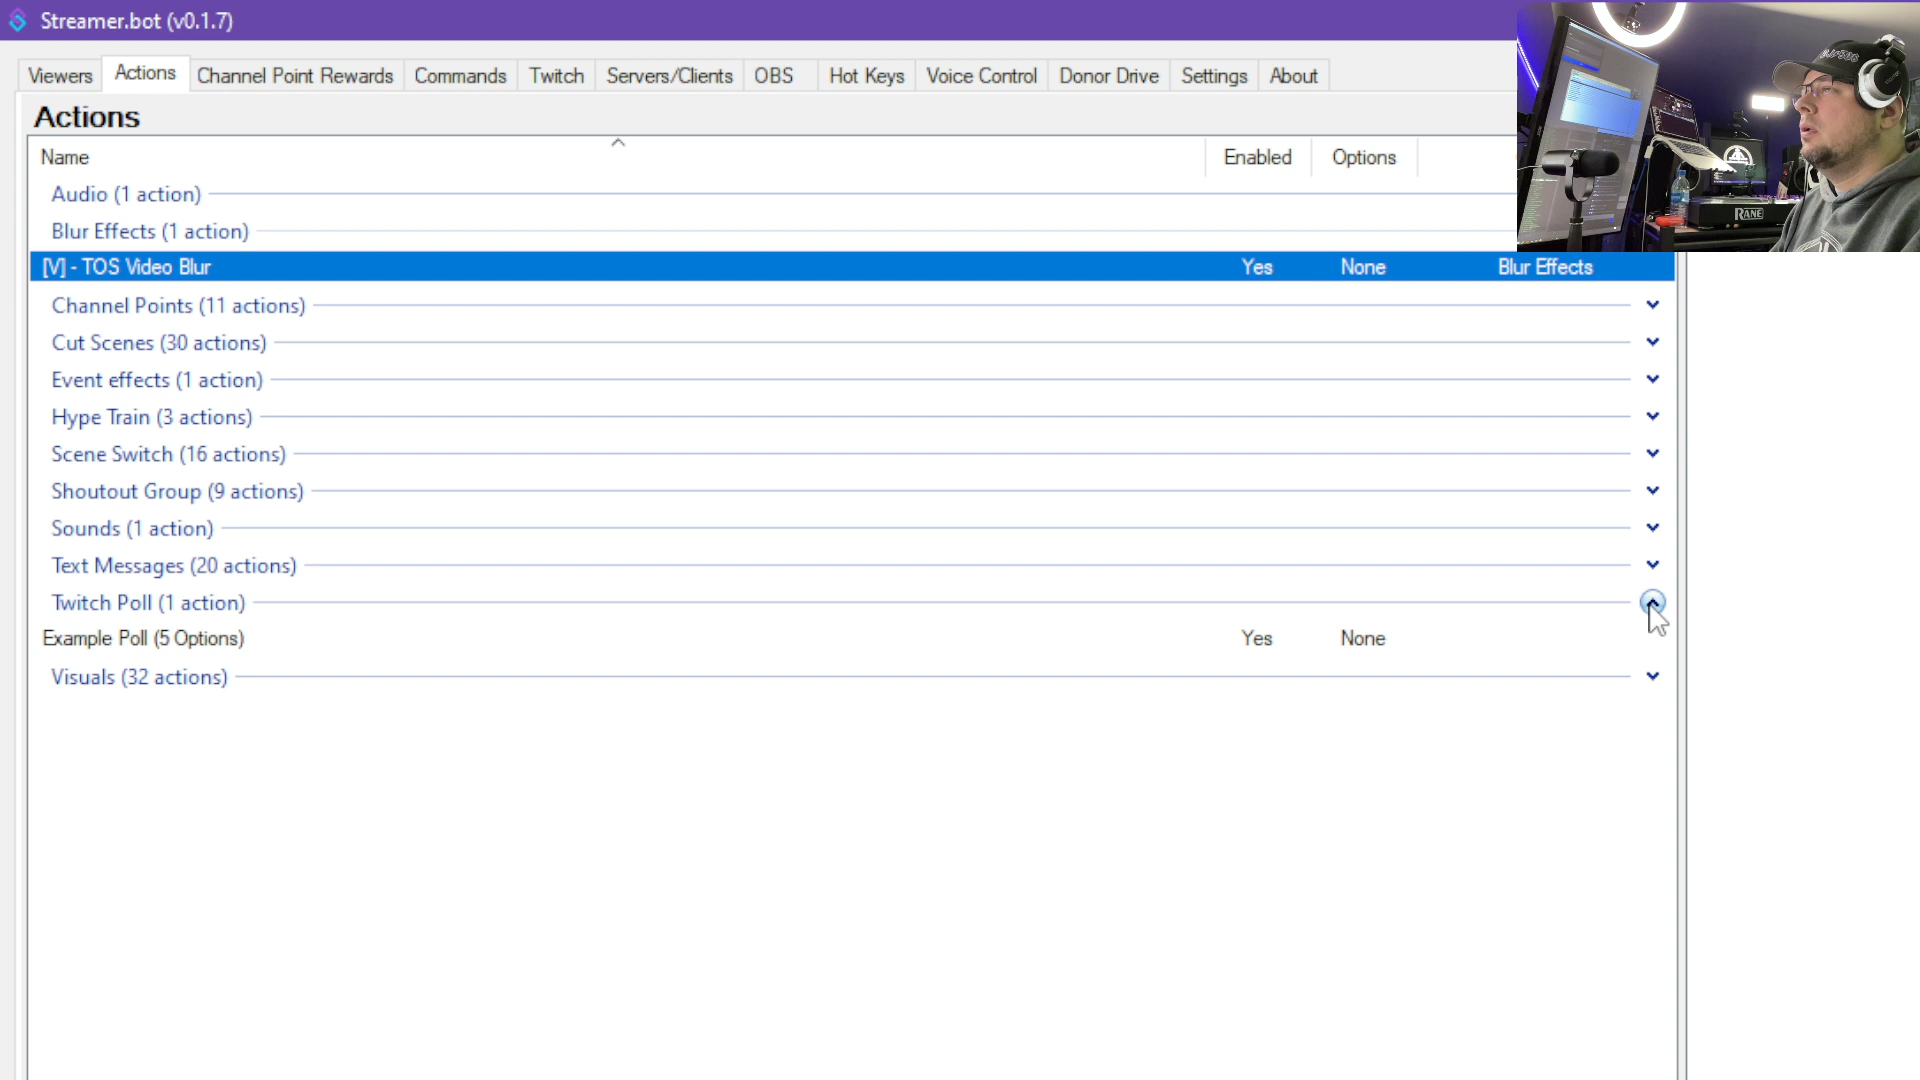 Streamer.bot (v0.1.7)
Viewers Actions Channel Point Rewards Commands Twitch Servers/Clients OBS Hot Keys Voice Control Donor Drive Settings About
Actions
Name Enabled Options
Audio (1 action)
Blur Effects (1 action)
[V] - TOS Video Blur Yes None Blur Effects
Channel Points (11 actions)
Cut Scenes (30 actions)
Event effects (1 action)
Hype Train (3 actions)
Scene Switch (16 actions)
Shoutout Group (9 actions)
Sounds (1 action)
Text Messages (20 actions)
Twitch Poll (1 action)
Example Poll (5 Options) Yes None
Visuals (32 actions)
RANE